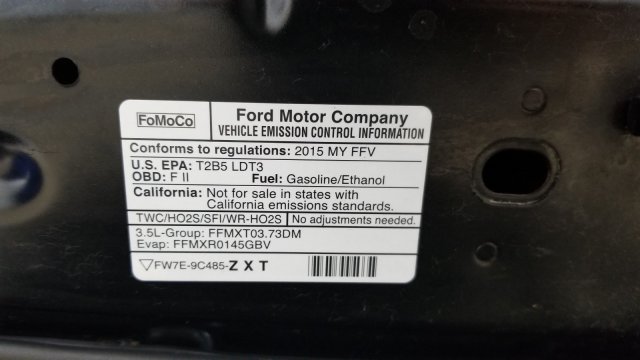 FoMoCo
Ford Motor Company
VEHICLE EMISSION CONTROL INFORMATION
Conforms to regulations: 2015 MY FFV
U.S. EPA: T2B5 LDT3
OBD: F II Fuel: Gasoline/Ethanol
California: Not for sale in states with
California emissions standards.
TWC/HO2S/SFI/WR-HO2S No adjustments needed.
3.5L-Group: FFMXT03.73DM
Evap: FFMXR0145GBV
FW7E-9C485-Z X T